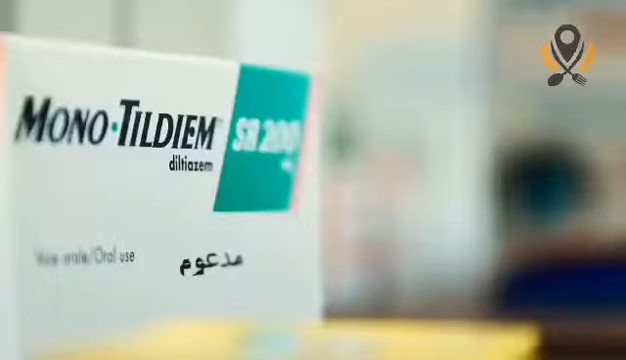 MONO·TILDIEM
SR 200
diltiazem
Voie orale/Oral use
مدعوم